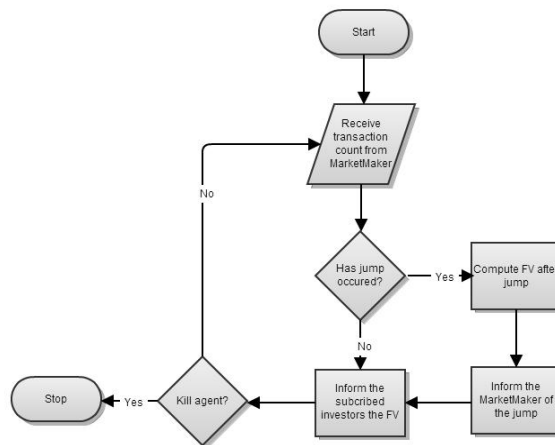 Start
Receive
transaction
count from
MarketMaker
No
Has jump
occured?
Yes
Compute FV after
jump
No
Stop
Yes
Kill agent?
Inform the
subcribed
investors the FV
Inform the
MarketMaker of
the jump